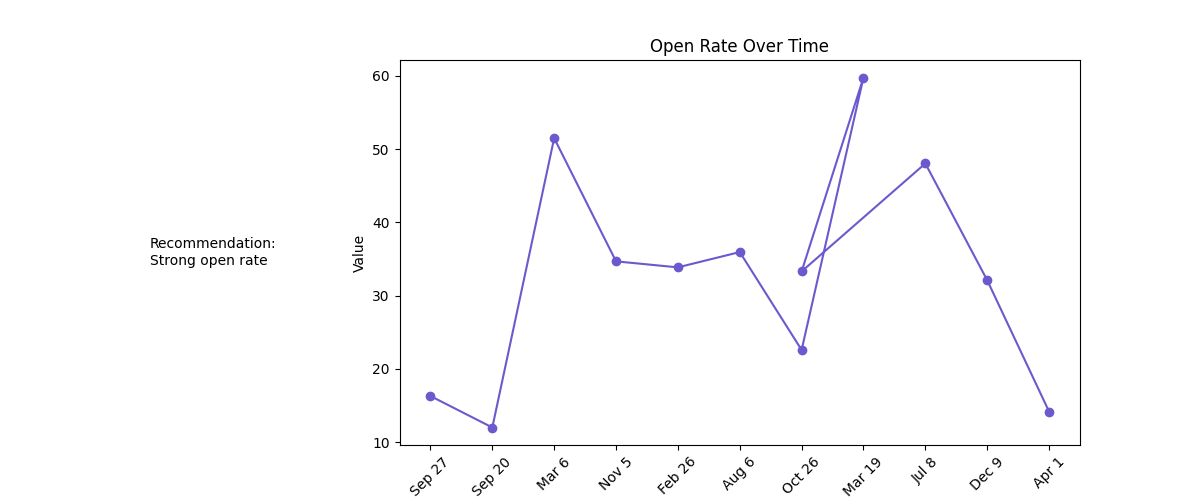 Open Rate Over Time
Recommendation:
Strong open rate
Value
60
50
40
30
20
10
Sep 27
Sep 20
Mar 6
Nov 5
Feb 26
Aug 6
Oct 26
Mar 19
Jul 8
Dec 9
Apr 1